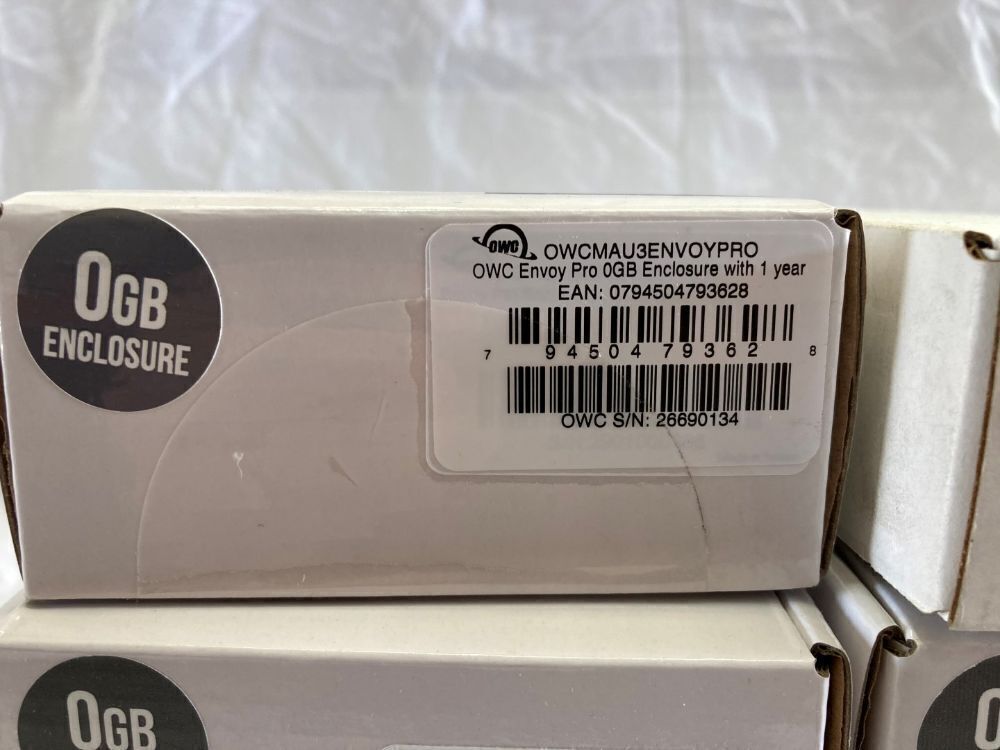 0GB
ENCLOSURE
OWC OWCMAU3ENVOYPRO
OWC Envoy Pro 0GB Enclosure with 1 year
EAN: 0794504793628
7 94504 79362 8
OWC S/N: 26690134
0GB
0